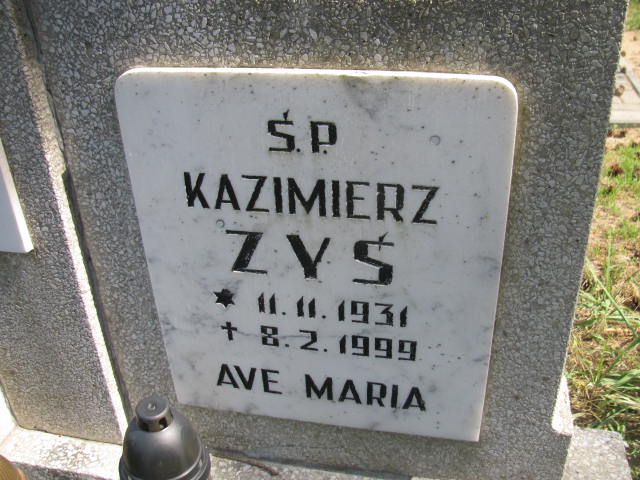 Ś.P.
KAZIMIERZ
ZYŚ
★ 11.11.1931
✝ 8.2.1999
AVE MARIA